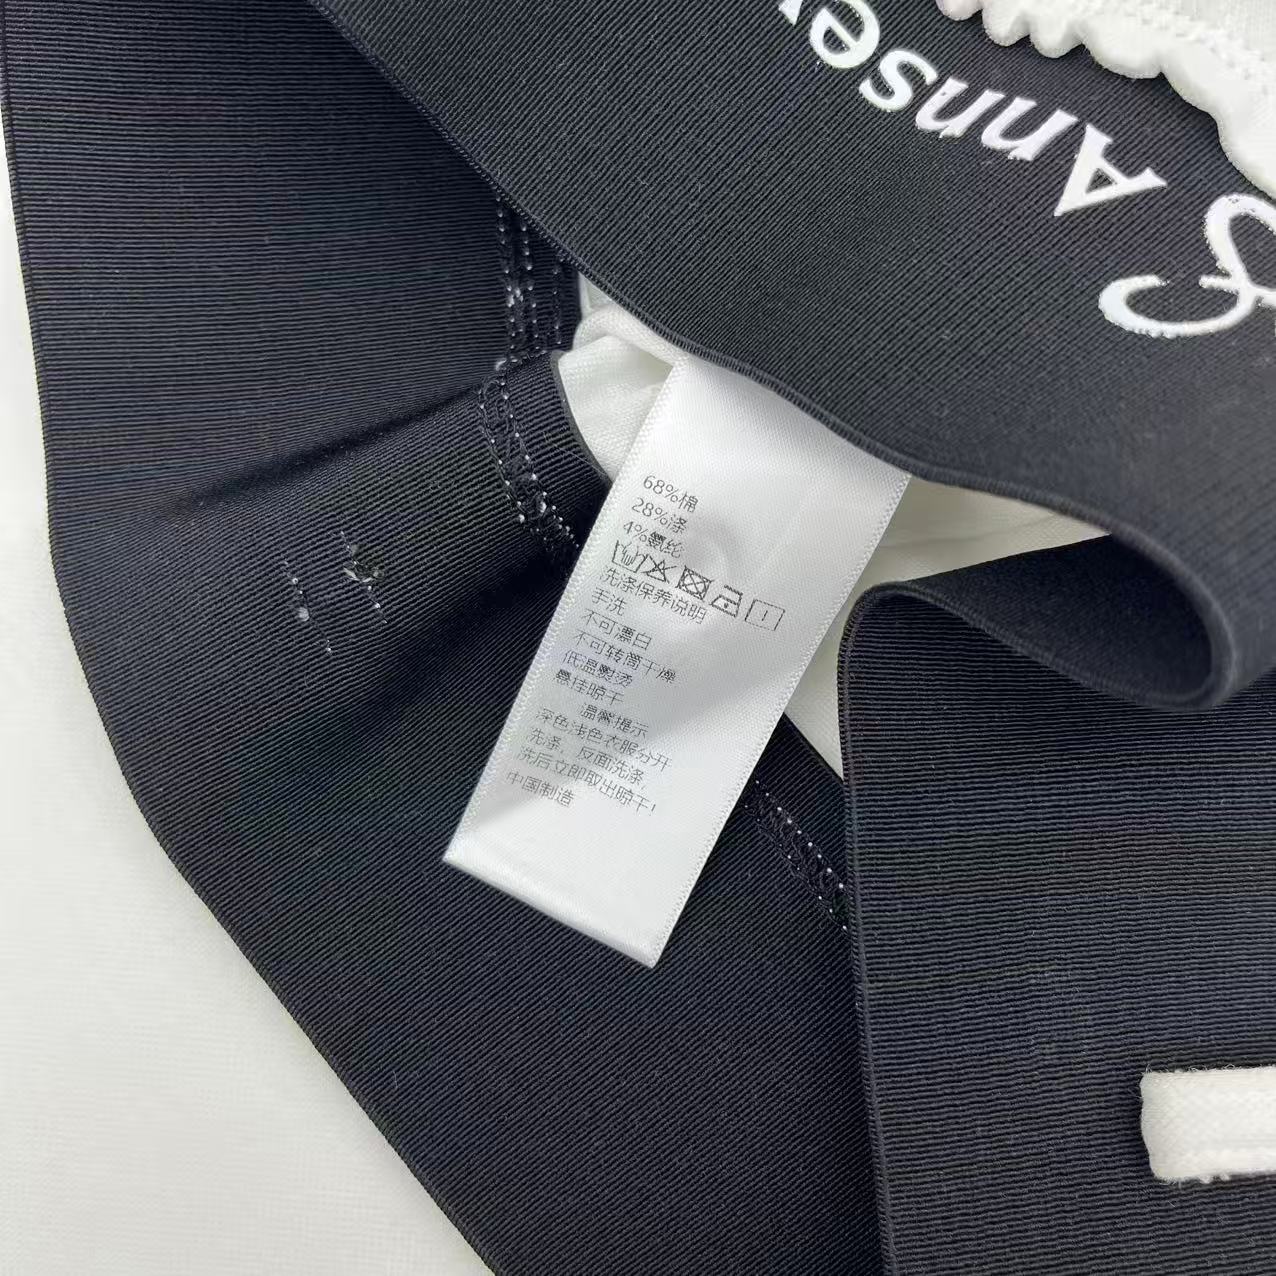 S Annse
68%棉
28%涤
4%氨纶
洗涤保养说明
手洗
不可漂白
不可转筒干燥
低温熨烫
悬挂晾干
温馨提示
深色浅色衣服分开
洗涤，反面洗涤，
洗后立即取出晾干！
中国制造